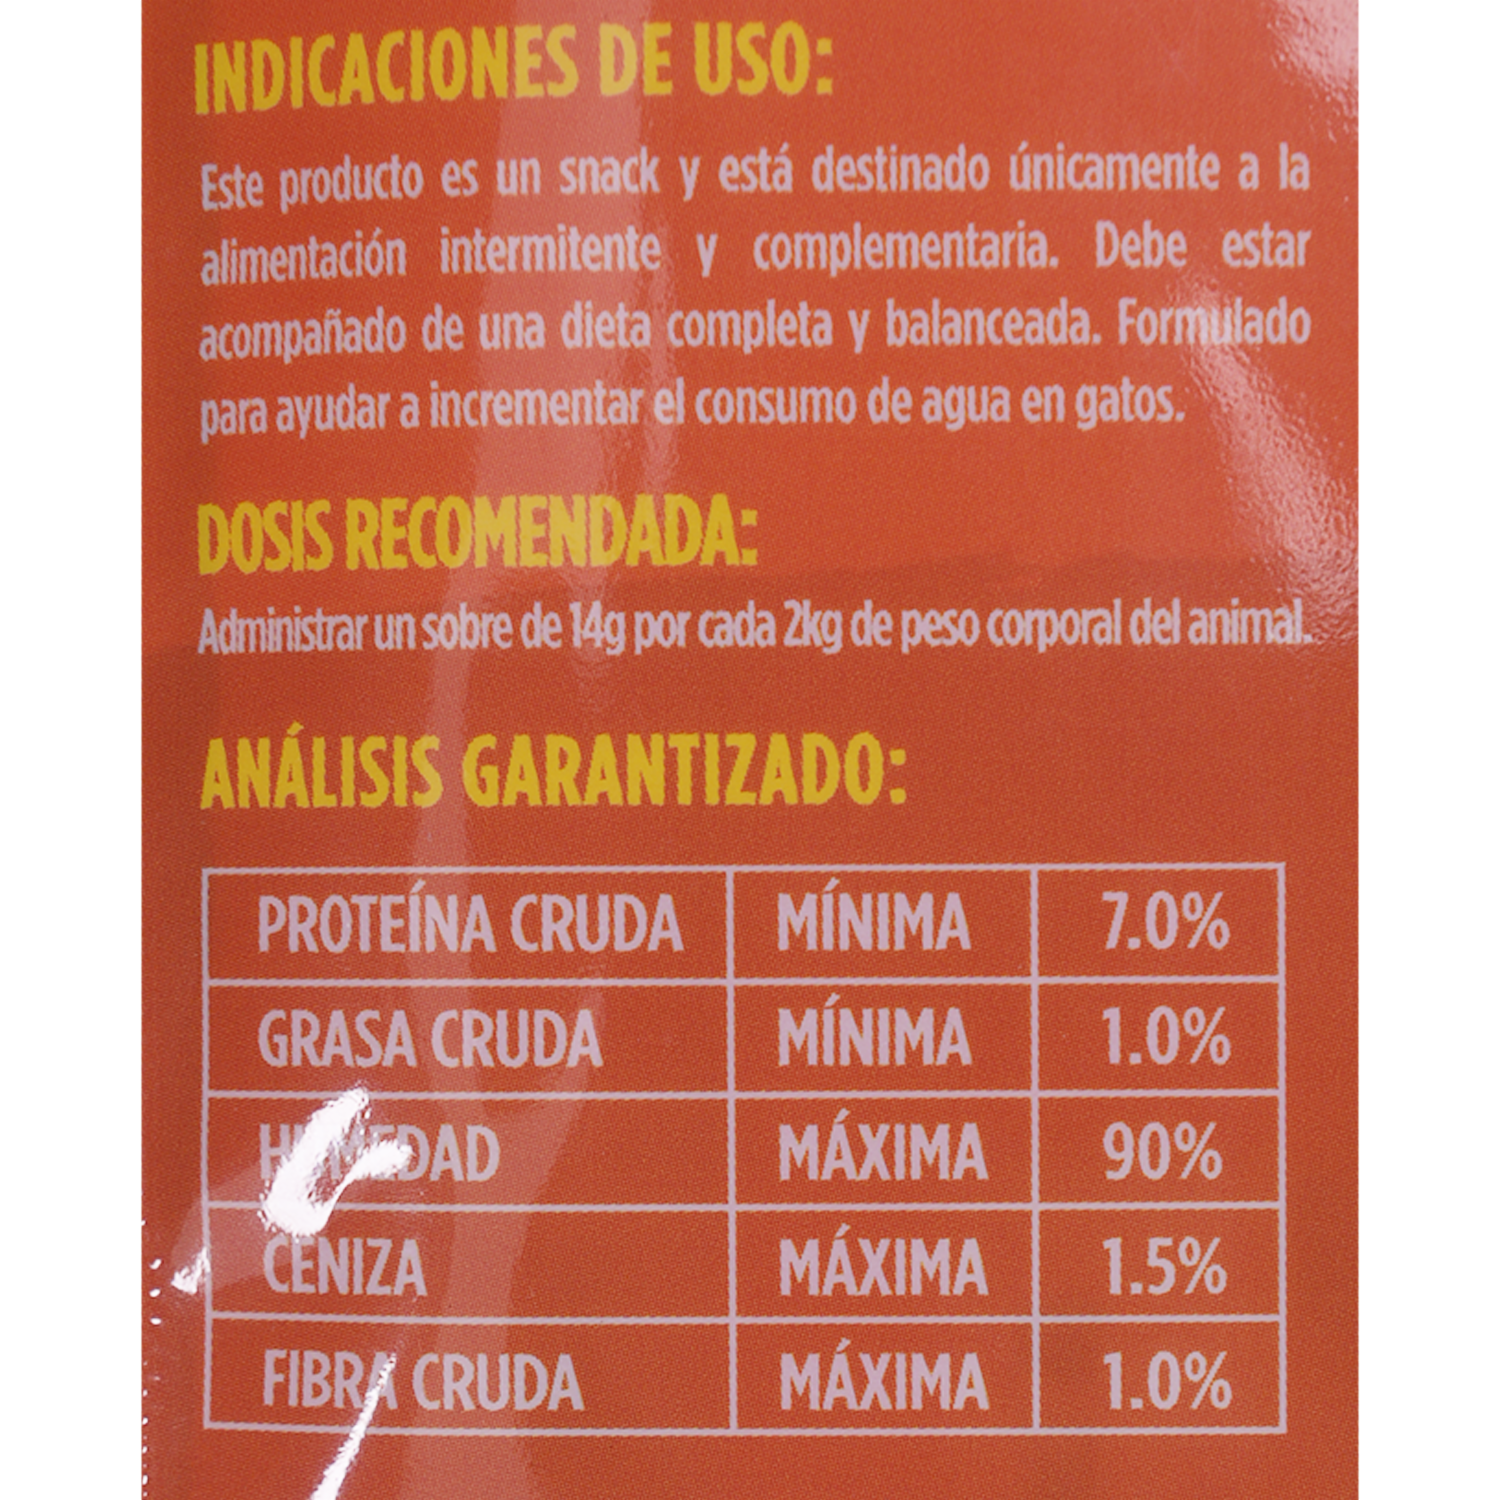 INDICACIONES DE USO:
Este producto es un snack y está destinado únicamente a la
alimentación intermitente y complementaria. Debe estar
acompañado de una dieta completa y balanceada. Formulado
para ayudar a incrementar el consumo de agua en gatos.
DOSIS RECOMENDADA:
Administrar un sobre de 14g por cada 2kg de peso corporal del animal.
ANÁLISIS GARANTIZADO:
PROTEÍNA CRUDA MÍNIMA 7.0%
GRASA CRUDA MÍNIMA 1.0%
HUMEDAD MÁXIMA 90%
CENIZA MÁXIMA 1.5%
FIBRA CRUDA MÁXIMA 1.0%